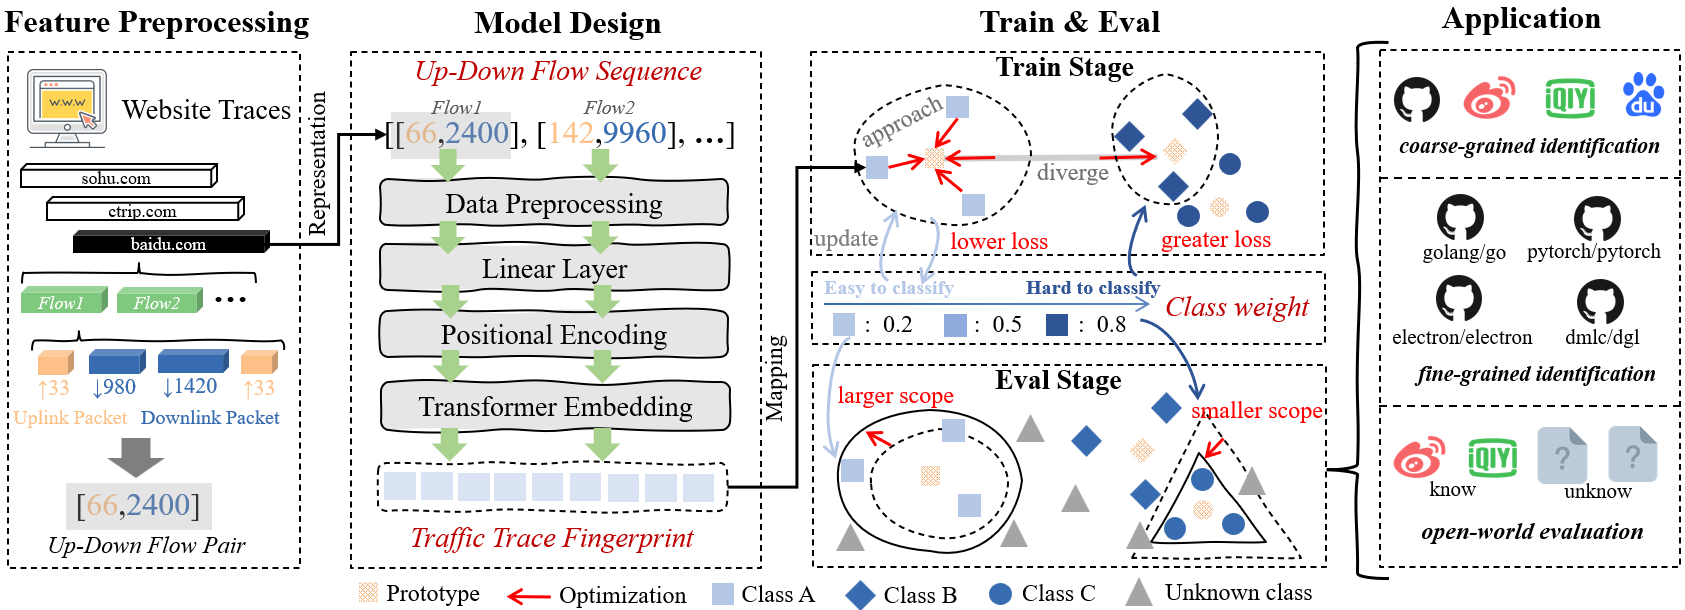 Feature Preprocessing
www
Website Traces
sohu.com
ctrip.com
baidu.com
Flow1
Flow2
...
↑33
↓980
↓1420
↑33
Uplink Packet
Downlink Packet
[66,2400]
Up-Down Flow Pair
Representation
Model Design
Up-Down Flow Sequence
Flow1
Flow2
[[66,2400], [142,9960], ...]
Data Preprocessing
Linear Layer
Positional Encoding
Transformer Embedding
Traffic Trace Fingerprint
Mapping
Train & Eval
Train Stage
approach
diverge
update
lower loss
greater loss
Easy to classify
Hard to classify
Class weight
: 0.2
: 0.5
: 0.8
Eval Stage
larger scope
smaller scope
Application
iQIY
du
coarse-grained identification
golang/go
pytorch/pytorch
electron/electron
dmlc/dgl
fine-grained identification
iQIY
?
?
know
unknow
open-world evaluation
Prototype
Optimization
Class A
Class B
Class C
Unknown class